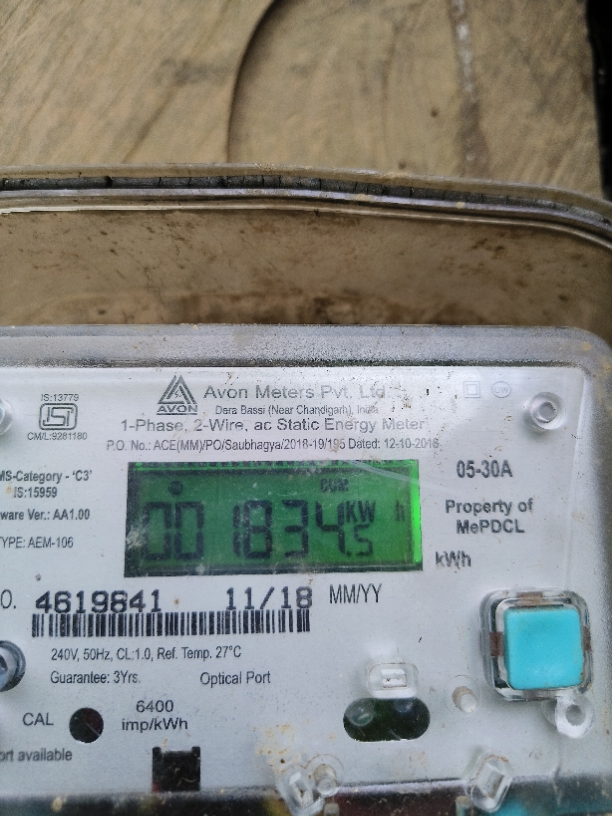 IS:13779
ISI
CM/L:9281180
AVON
Avon Meters Pvt. Ltd.
Dera Bassi (Near Chandigarh), India
1-Phase, 2-Wire, ac Static Energy Meter
P.O. No.: ACE(MM)/PO/Saubhagya/2018-19/195 Dated: 12-10-2018
MS-Category - 'C3'
IS:15959
ware Ver.: AA1.00
TYPE: AEM-106
CUM
001834.5 KW h
05-30A
Property of
MePDCL
kWh
O. 4619841 11/18 MM/YY
240V, 50Hz, CL:1.0, Ref. Temp. 27°C
Guarantee: 3Yrs. Optical Port
CAL 6400
imp/kWh
ort available